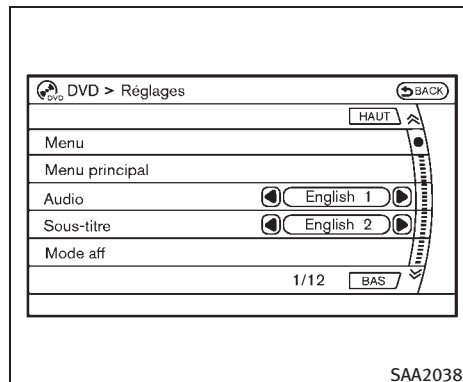 DVD DVD > Réglages BACK
HAUT
Menu
Menu principal
Audio English 1
Sous-titre English 2
Mode aff
1/12 BAS
SAA2038